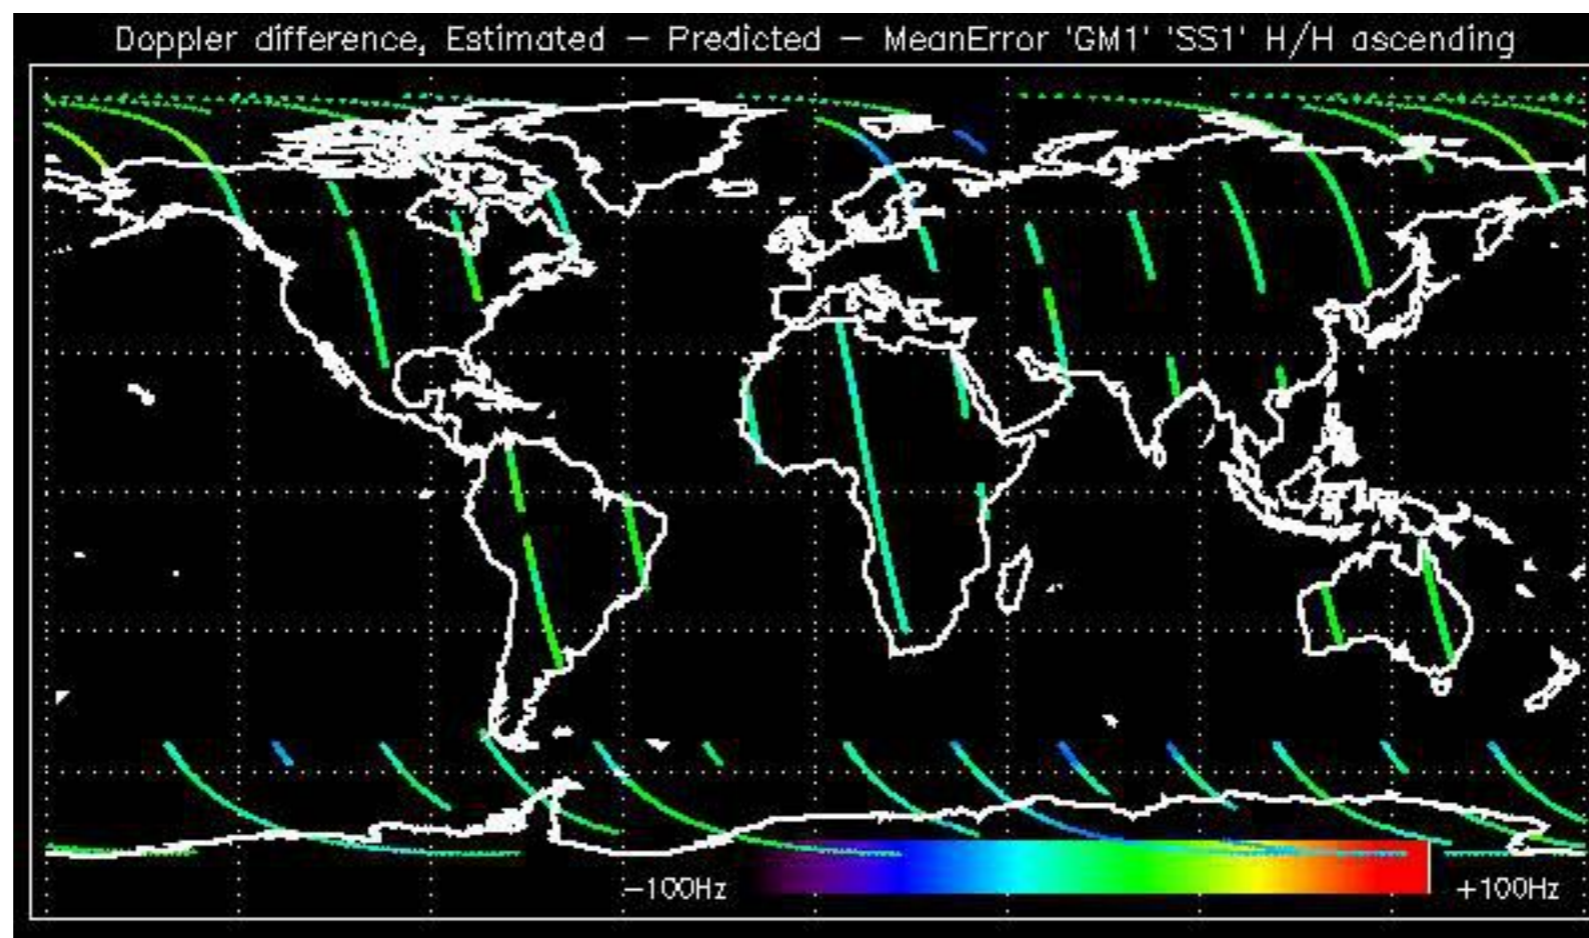 Doppler difference, Estimated − Predicted − MeanError 'GM1' 'SS1' H/H ascending
−100Hz +100Hz